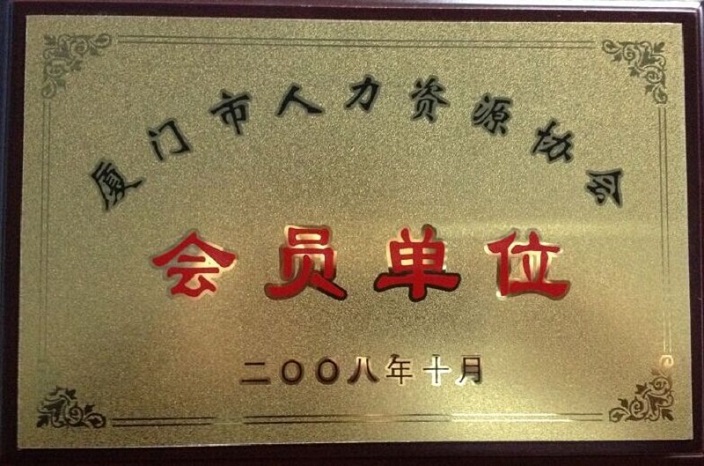 厦门市人力资源协会
会员单位
二〇〇八年十月